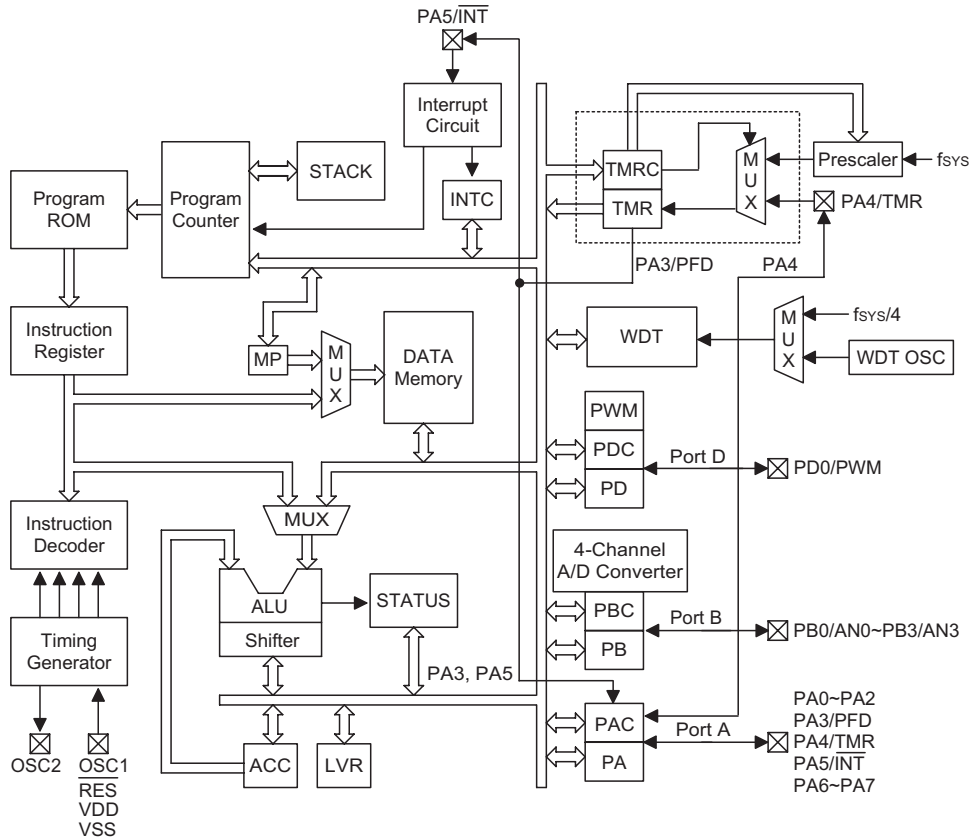 PA5/INT
Interrupt
Circuit
STACK
Program
ROM
Program
Counter
INTC
TMRC
TMR
M
U
X
Prescaler
fSYS
PA4/TMR
PA3/PFD
PA4
Instruction
Register
MP
M
U
X
DATA
Memory
WDT
M
U
X
fSYS/4
WDT OSC
PWM
PDC
PD
Port D
PD0/PWM
Instruction
Decoder
MUX
ALU
Shifter
STATUS
4-Channel
A/D Converter
PBC
PB
Port B
PB0/AN0~PB3/AN3
Timing
Generator
PA3, PA5
PAC
PA
Port A
PA0~PA2
PA3/PFD
PA4/TMR
PA5/INT
PA6~PA7
OSC2
OSC1
RES
VDD
VSS
ACC
LVR